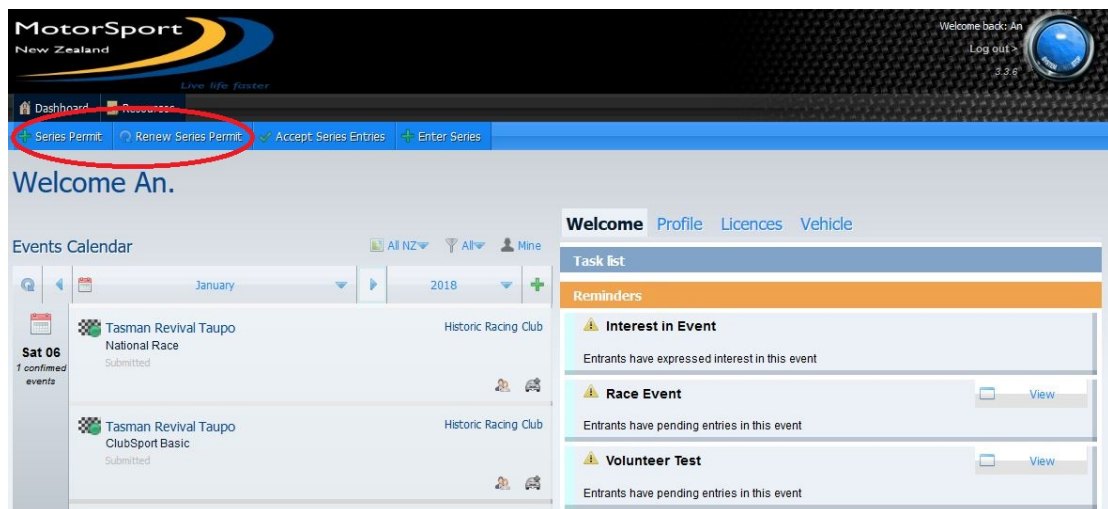 MotorSport
New Zealand
Live life faster
Welcome back: An
Log out >
3.3.6
Dashboard Resources
Series Permit Renew Series Permit Accept Series Entries Enter Series
Welcome An.
Events Calendar
All NZ All Mine
January 2018
Sat 06
1 confimed
events
Tasman Revival Taupo Historic Racing Club
National Race
Submitted
Tasman Revival Taupo Historic Racing Club
ClubSport Basic
Submitted
Welcome Profile Licences Vehicle
Task list
Reminders
Interest in Event
Entrants have expressed interest in this event
Race Event View
Entrants have pending entries in this event
Volunteer Test View
Entrants have pending entries in this event